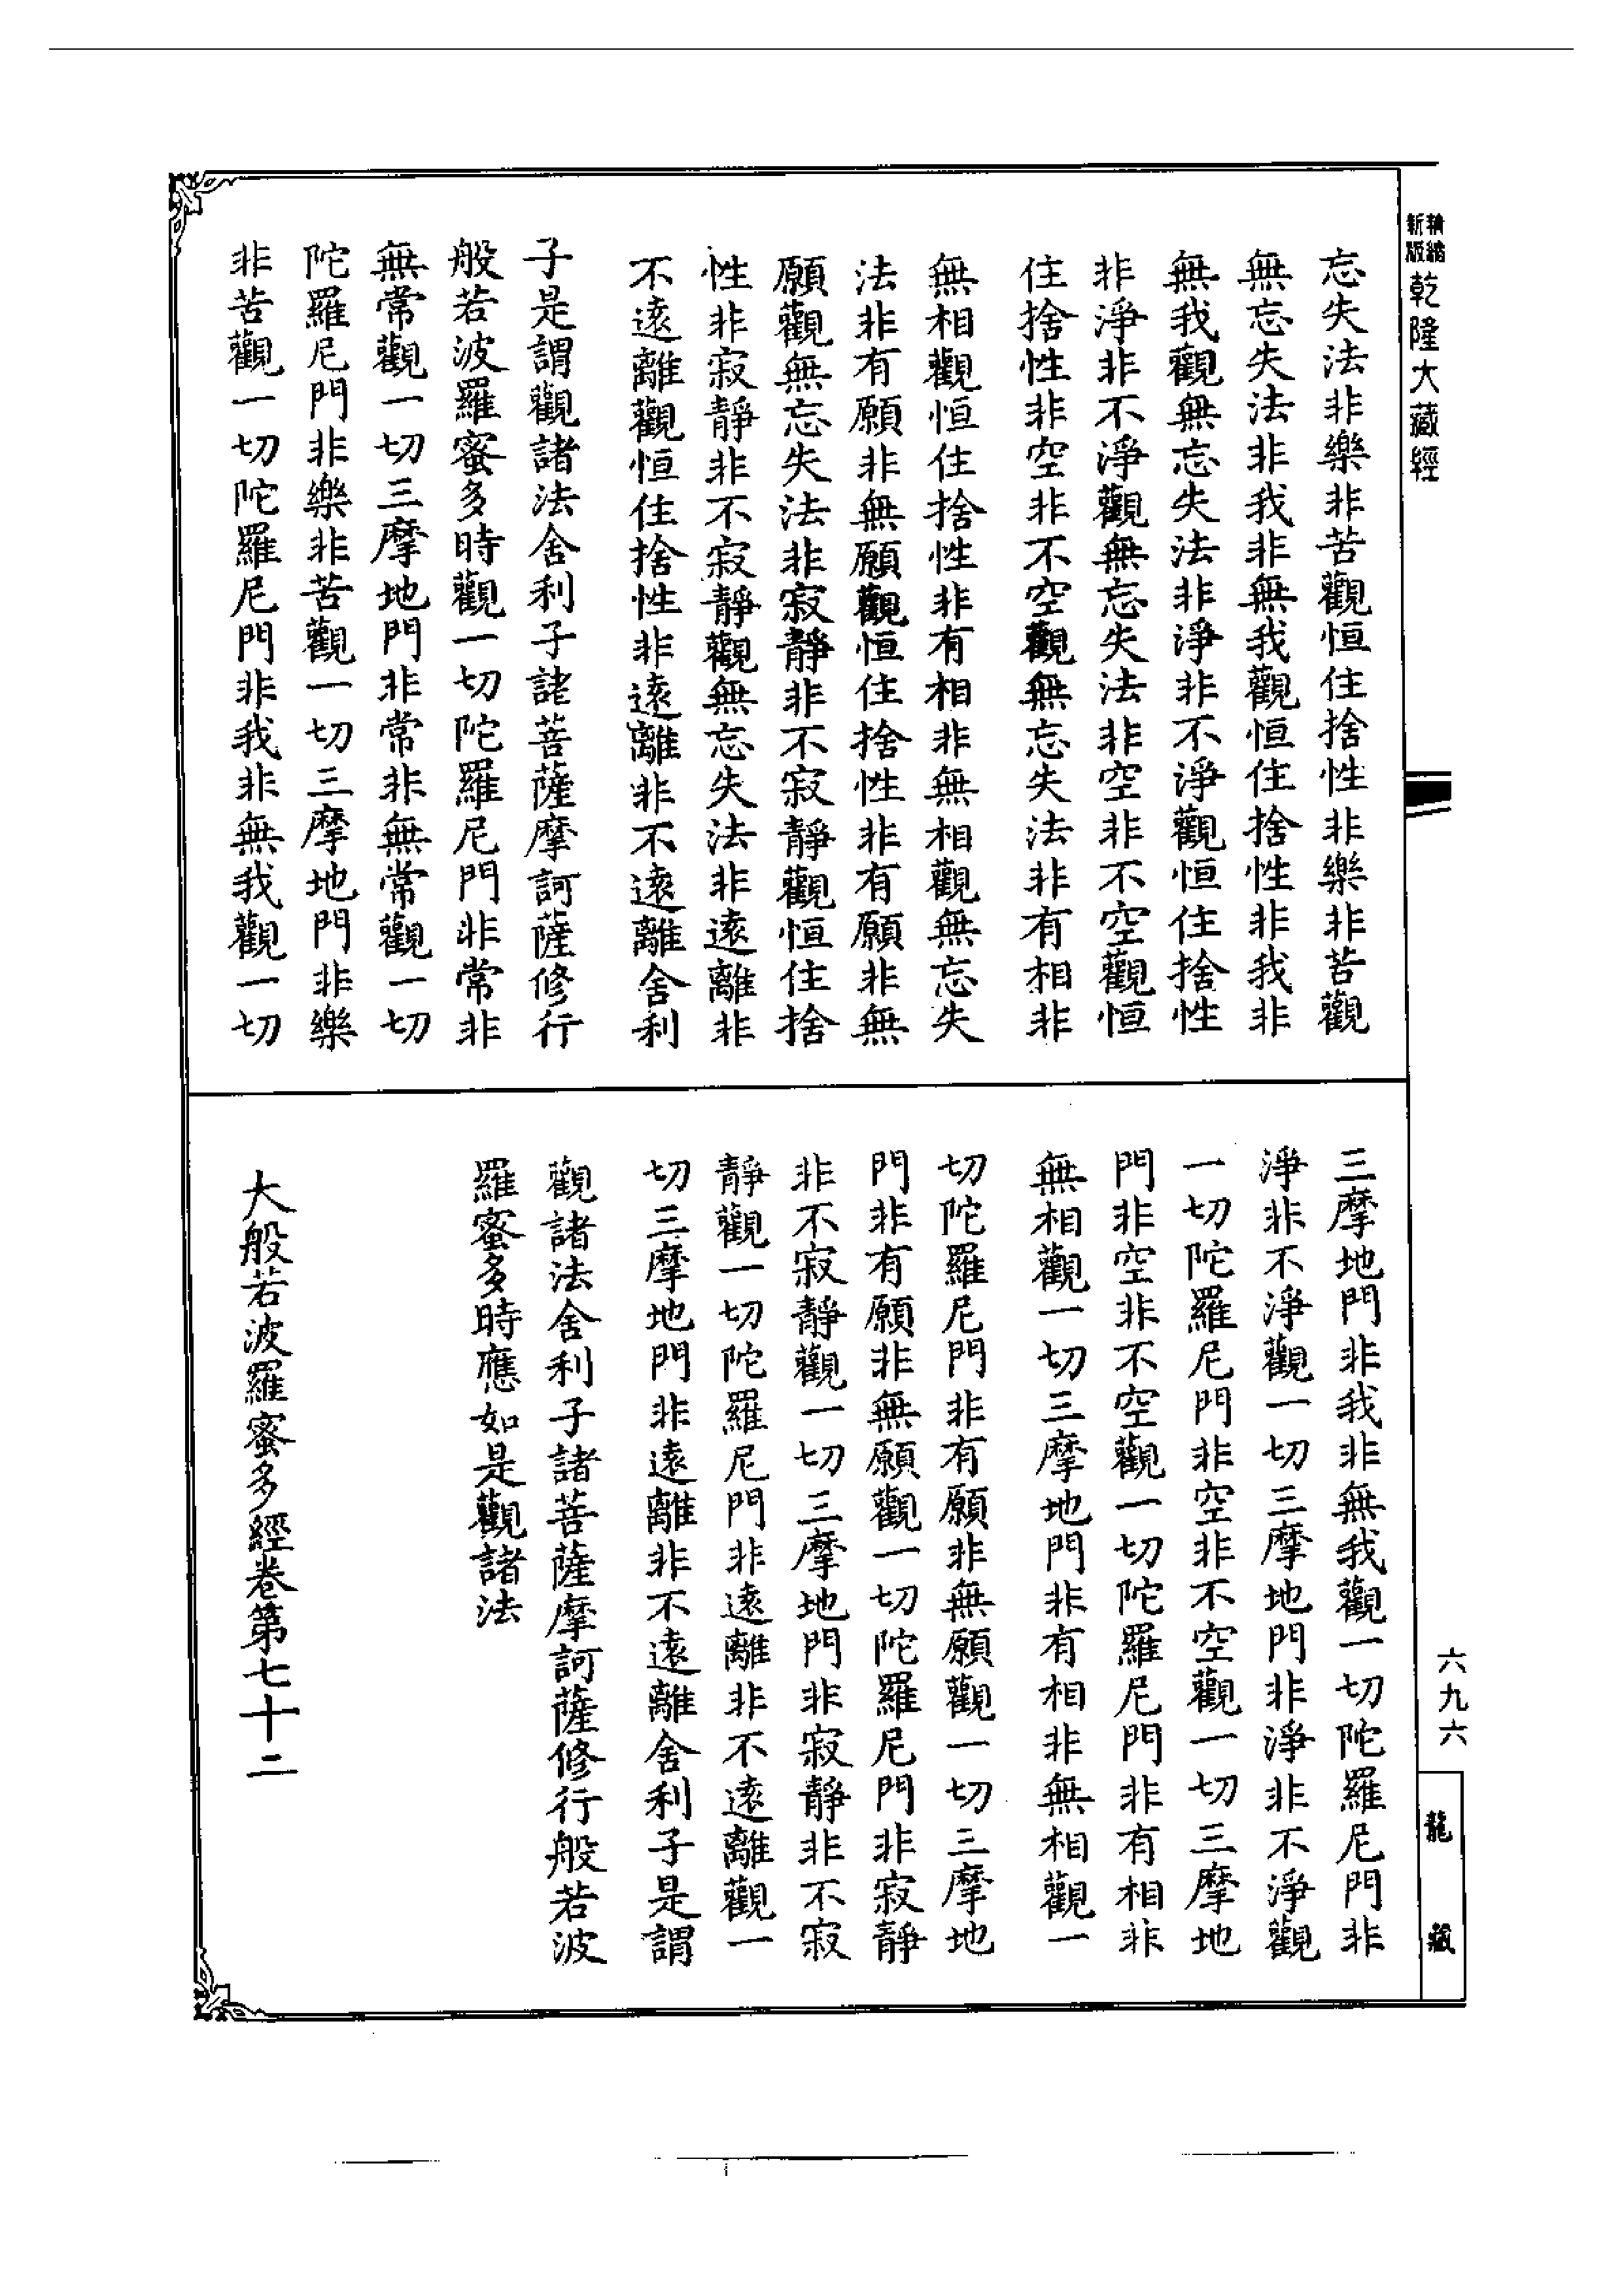 精縮新版乾隆大藏經
忘失法非樂非苦觀恒住捨性非樂非苦觀
無忘失法非我非無我觀恒住捨性非我非
無我觀無忘失法非淨非不淨觀恒住捨性
非淨非不淨觀無忘失法非空非不空觀恒
住捨性非空非不空觀無忘失法非有相非
無相觀恒住捨性非有相非無相觀無忘失
法非有願非無願觀恒住捨性非有願非無
願觀無忘失法非寂靜非不寂靜觀恒住捨
性非寂靜非不寂靜觀無忘失法非遠離非
不遠離觀恒住捨性非遠離非不遠離舍利
子是謂觀諸法舍利子諸菩薩摩訶薩修行
般若波羅蜜多時觀一切陀羅尼門非常非
無常觀一切三摩地門非常非無常觀一切
陀羅尼門非樂非苦觀一切三摩地門非樂
非苦觀一切陀羅尼門非我非無我觀一切
三摩地門非我非無我觀一切陀羅尼門非
淨非不淨觀一切三摩地門非淨非不淨觀
一切陀羅尼門非空非不空觀一切三摩地
門非空非不空觀一切陀羅尼門非有相非
無相觀一切三摩地門非有相非無相觀一
切陀羅尼門非有願非無願觀一切三摩地
門非有願非無願觀一切陀羅尼門非寂靜
非不寂靜觀一切三摩地門非寂靜非不寂
靜觀一切陀羅尼門非遠離非不遠離觀一
切三摩地門非遠離非不遠離舍利子是謂
觀諸法舍利子諸菩薩摩訶薩修行般若波
羅蜜多時應如是觀諸法
大般若波羅蜜多經卷第七十二
六九六
龍藏